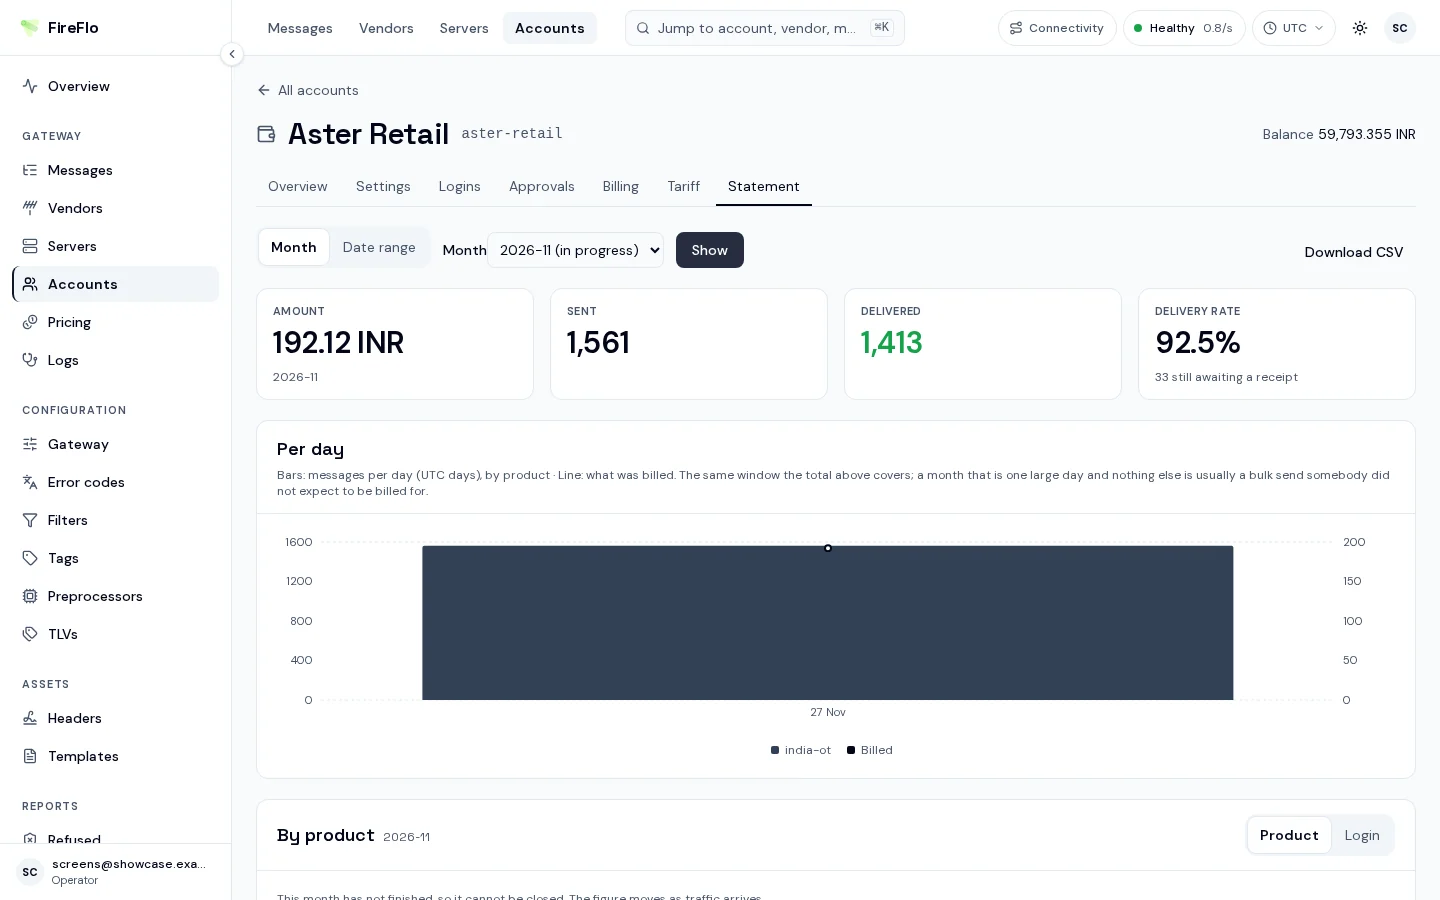 FireFlo
Messages
Vendors
Servers
Accounts
Jump to account, vendor, m...
⌘K
Connectivity
Healthy 0.8/s
UTC
SC
Overview
GATEWAY
Messages
Vendors
Servers
Accounts
Pricing
Logs
CONFIGURATION
Gateway
Error codes
Filters
Tags
Preprocessors
TLVs
ASSETS
Headers
Templates
REPORTS
Refused
SC
screens@showcase.exa...
Operator
All accounts
Aster Retail aster-retail
Balance 59,793.355 INR
Overview
Settings
Logins
Approvals
Billing
Tariff
Statement
Month
Date range
Month
2026-11 (in progress)
Show
Download CSV
AMOUNT
192.12 INR
2026-11
SENT
1,561
DELIVERED
1,413
DELIVERY RATE
92.5%
33 still awaiting a receipt
Per day
Bars: messages per day (UTC days), by product · Line: what was billed. The same window the total above covers; a month that is one large day and nothing else is usually a bulk send somebody did
not expect to be billed for.
1600
1200
800
400
0
200
150
100
50
0
27 Nov
india-ot
Billed
By product 2026-11
Product
Login
This month has not finished, so it cannot be closed. The figure moves as traffic arrives.